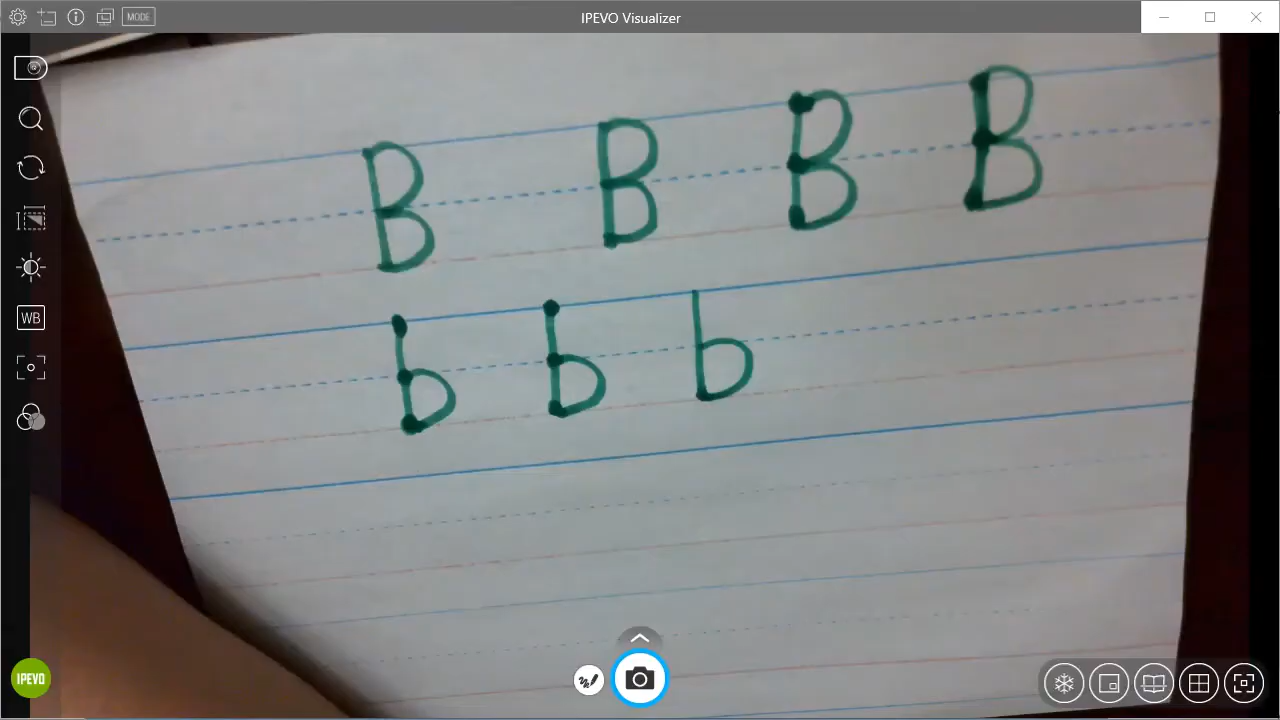 IPEVO Visualizer
MODE
B B B B
b b b
WB
IPEVO